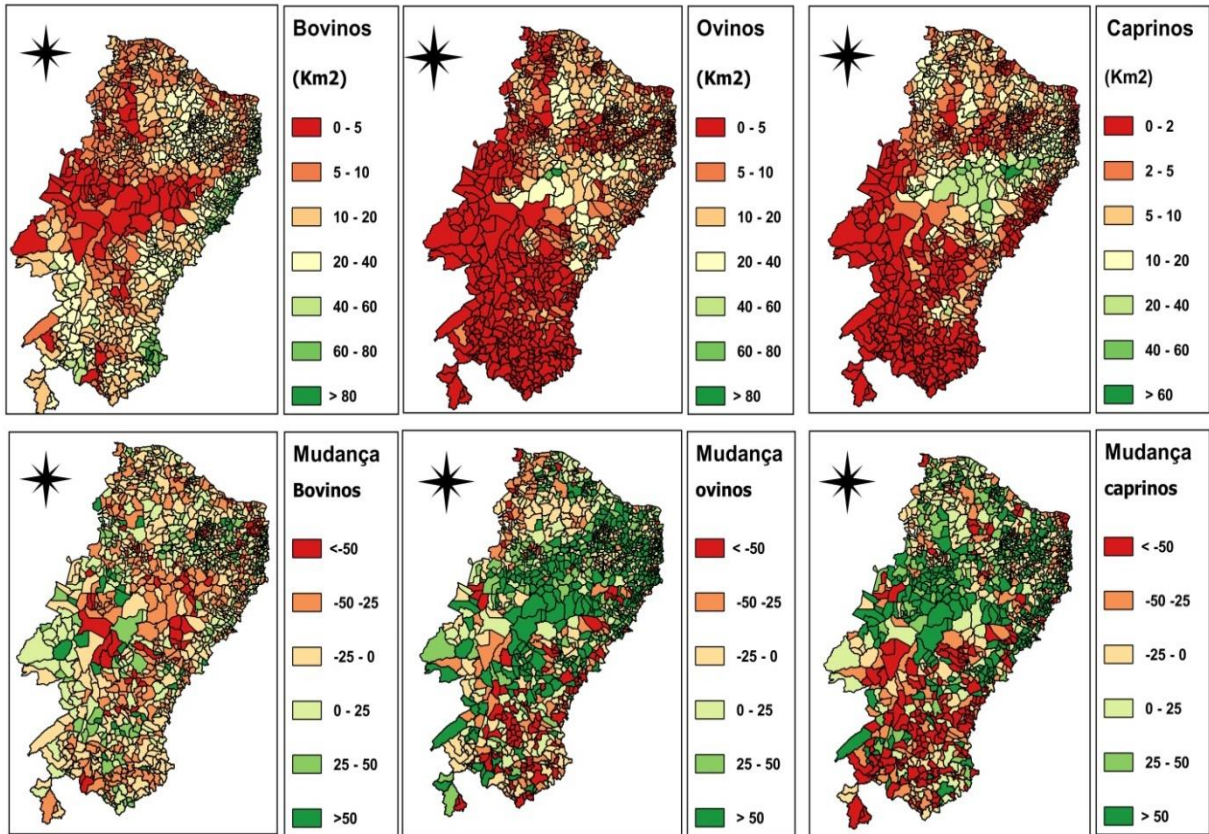 Bovinos
(Km2)
0 - 5
5 - 10
10 - 20
20 - 40
40 - 60
60 - 80
> 80
Ovinos
(Km2)
0 - 5
5 - 10
10 - 20
20 - 40
40 - 60
60 - 80
> 80
Caprinos
(Km2)
0 - 2
2 - 5
5 - 10
10 - 20
20 - 40
40 - 60
> 60
Mudança
Bovinos
<-50
-50 -25
-25 - 0
0 - 25
25 - 50
>50
Mudança
ovinos
< -50
-50 -25
-25 - 0
0 - 25
25 - 50
> 50
Mudança
caprinos
< -50
-50 -25
-25 - 0
0 - 25
25 - 50
> 50